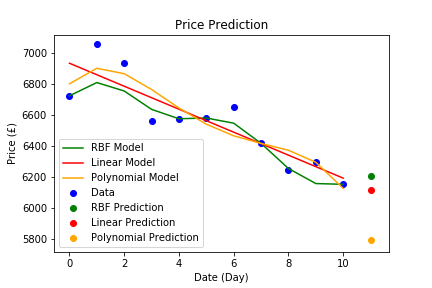 Price Prediction
7000
6800
6600
6400
6200
6000
5800
Price (£)
RBF Model
Linear Model
Polynomial Model
Data
RBF Prediction
Linear Prediction
Polynomial Prediction
0 2 4 6 8 10
Date (Day)